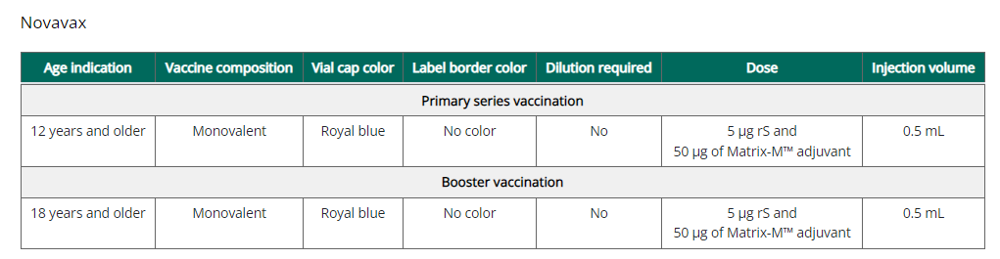 Novavax
Age indication Vaccine composition Vial cap color Label border color Dilution required Dose Injection volume
Primary series vaccination
12 years and older Monovalent Royal blue No color No 5 µg rS and 0.5 mL
50 µg of Matrix-M™ adjuvant
Booster vaccination
18 years and older Monovalent Royal blue No color No 5 µg rS and 0.5 mL
50 µg of Matrix-M™ adjuvant